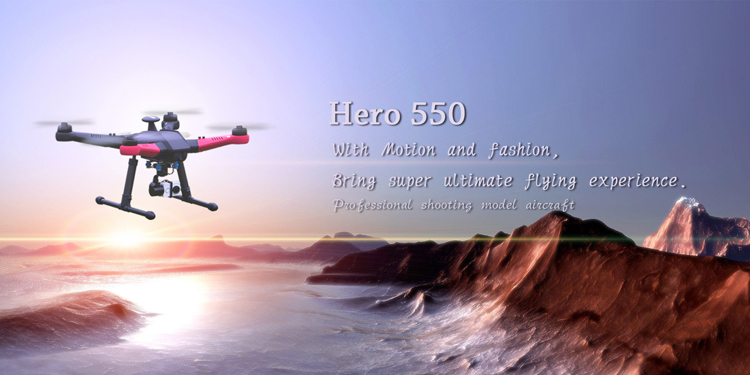 Hero 550
With Motion and fashion,
Bring super ultimate flying experience.
Professional shooting model aircraft